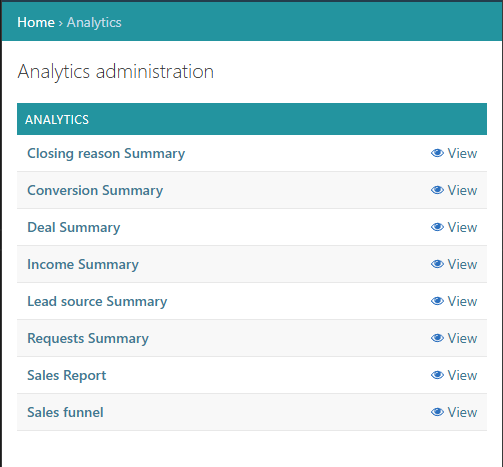 Home › Analytics
Analytics administration
ANALYTICS
Closing reason Summary View
Conversion Summary View
Deal Summary View
Income Summary View
Lead source Summary View
Requests Summary View
Sales Report View
Sales funnel View